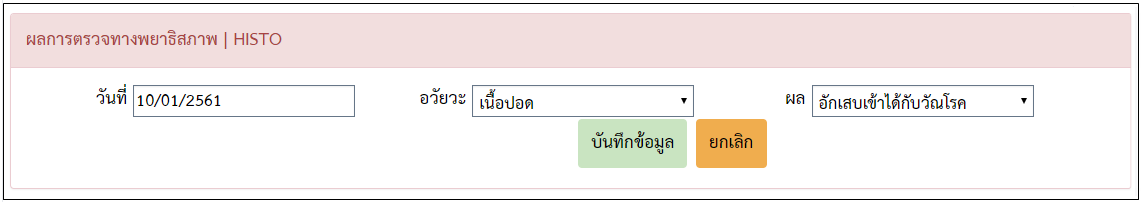 ผลการตรวจทางพยาธิสภาพ | HISTO
วันที่ 10/01/2561 อวัยวะ เนื้อปอด ผล อักเสบเข้าได้กับวัณโรค
บันทึกข้อมูล ยกเลิก